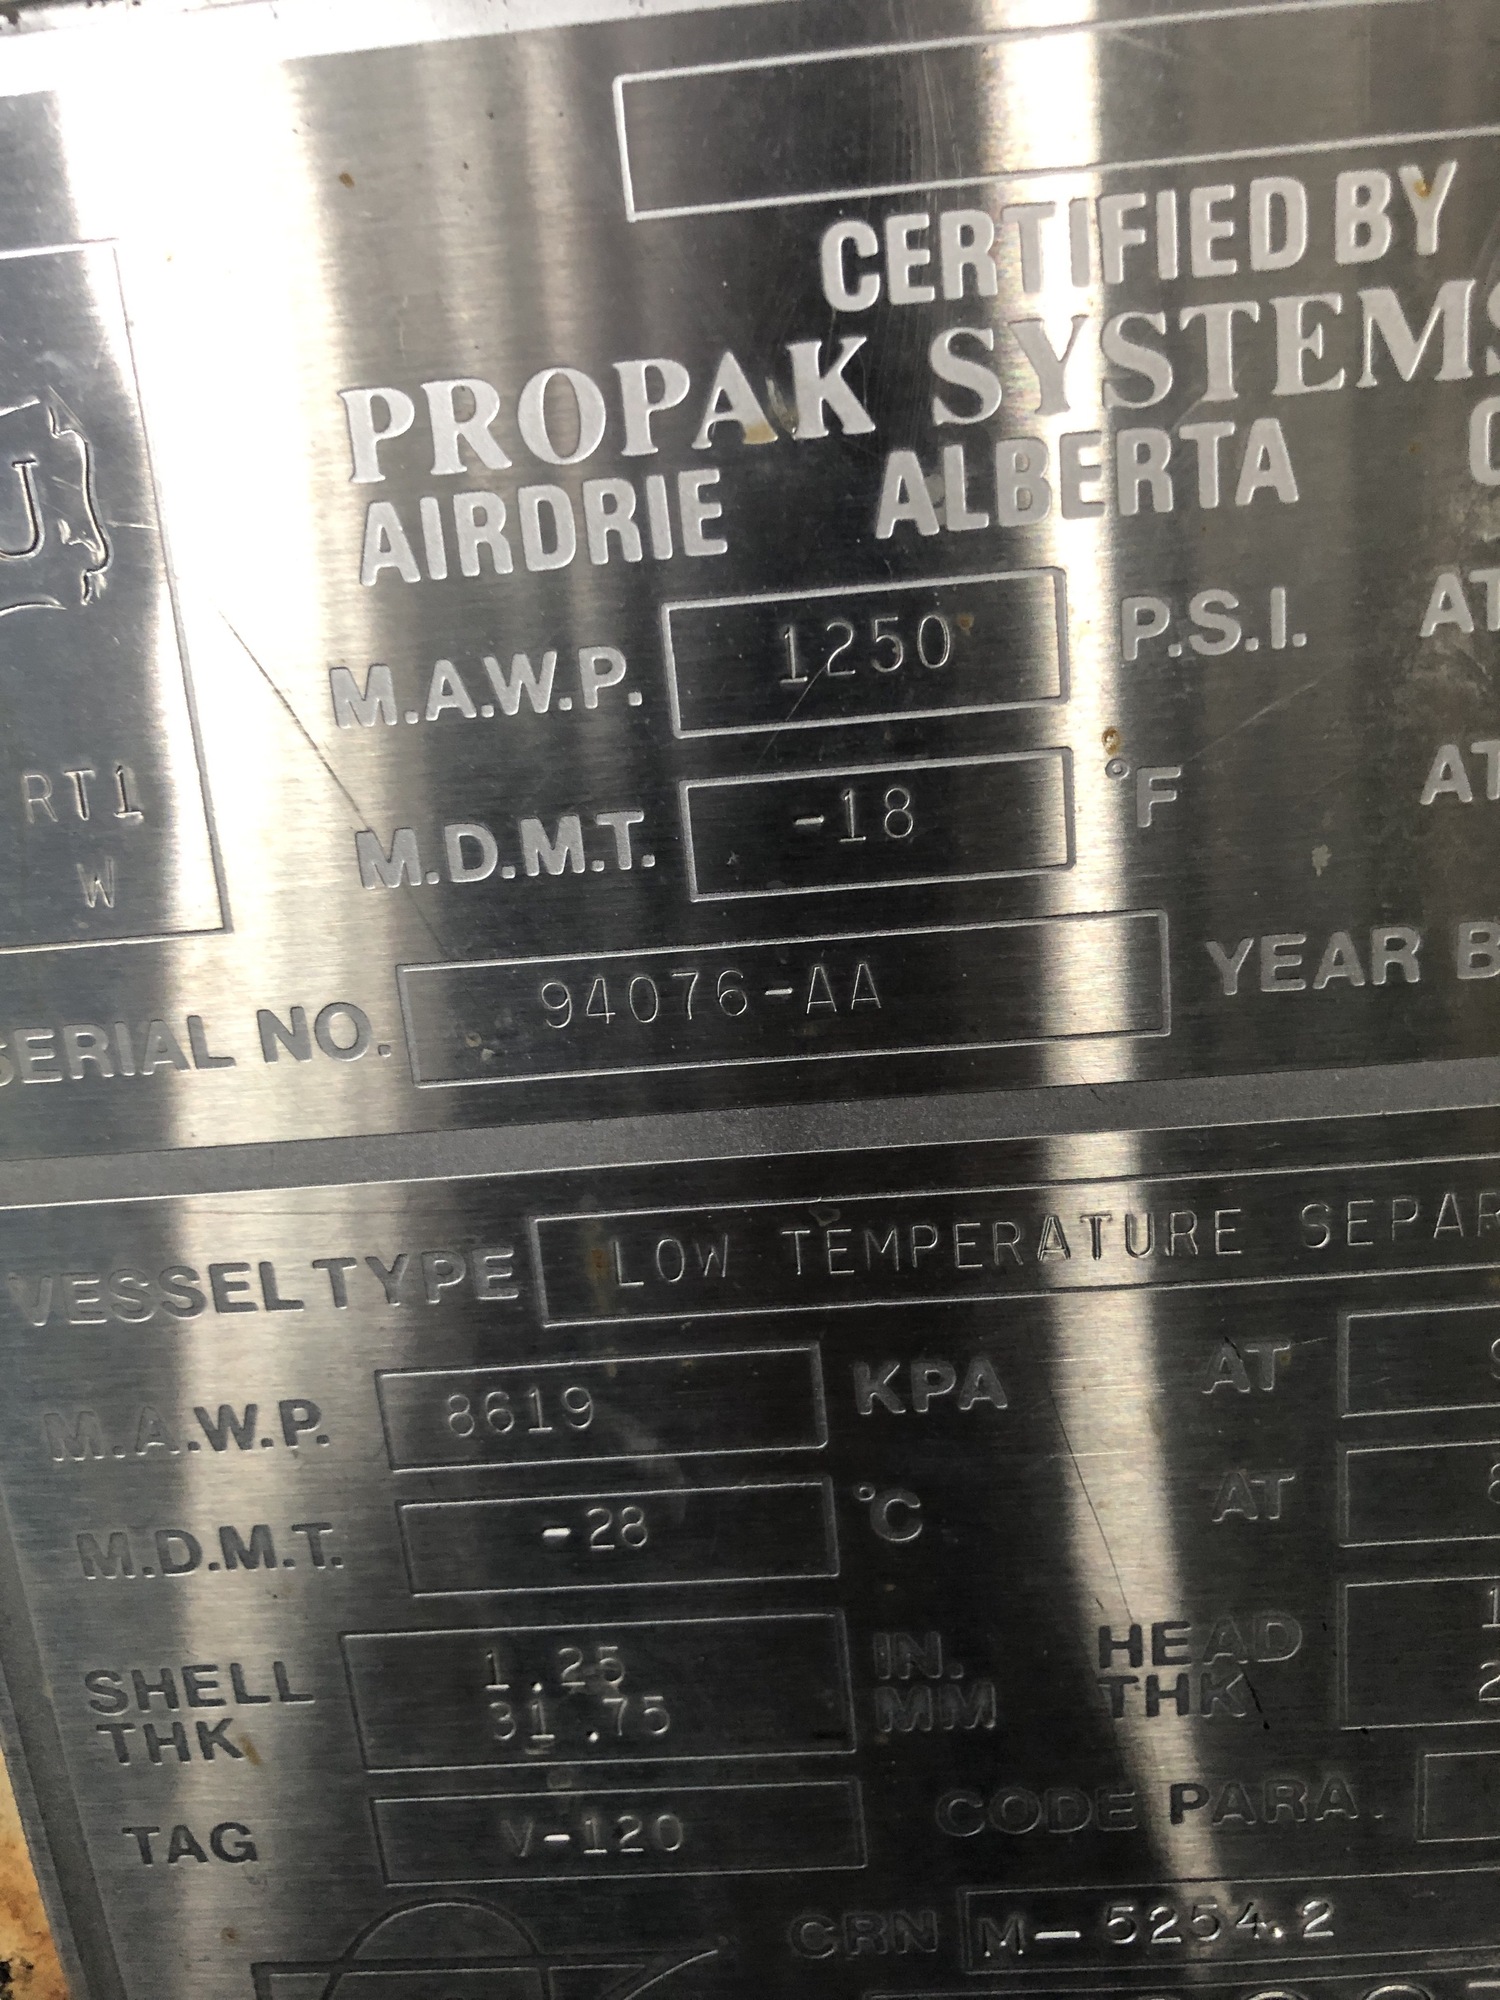 CERTIFIED BY
PROPAK SYSTEMS
AIRDRIE ALBERTA
U
M.A.W.P. 1250 P.S.I. AT
RT1
M.D.M.T. -18 °F AT
W
SERIAL NO. 94076-AA YEAR B
VESSEL TYPE LOW TEMPERATURE SEPAR
M.A.W.P. 8619 KPA AT
M.D.M.T. -28 °C AT
SHELL THK 1.25 IN. HEAD THK
31.75 MM
TAG V-120 CODE PARA.
CRN M-5254.2